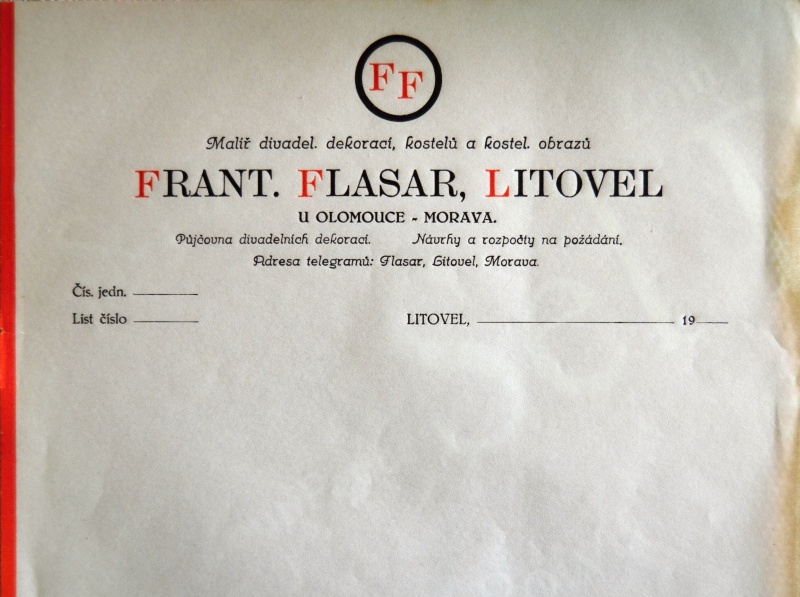 FF
Malíř divadel. dekorací, kostelů a kostel. obrazů
FRANT. FLASAR, LITOVEL
U OLOMOUCE - MORAVA.
Půjčovna divadelních dekorací. Návrhy a rozpočty na požádání.
Adresa telegramů: Flasar, Litovel, Morava.
Čís. jedn.
List číslo LITOVEL, 19